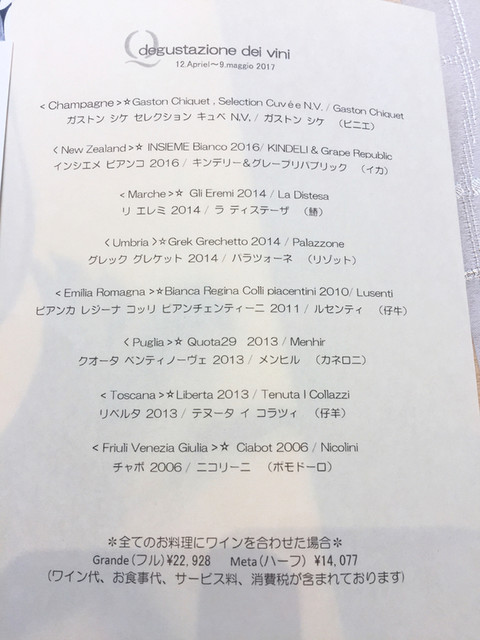 Q degustazione dei vini
12.Apriel～9.maggio 2017
< Champagne >☆Gaston Chiquet , Selection Cuvée N.V. / Gaston Chiquet
ガストン シケ セレクション キュベ N.V. / ガストン シケ （ビニエ）
< New Zealand >☆ INSIEME Bianco 2016/ KINDELI & Grape Republic
インシエメ ビアンコ 2016 / キンデリー＆グレープリパブリック （イカ）
< Marche >☆ Gli Eremi 2014 / La Distesa
リ エレミ 2014 / ラ ディステーザ （鰆）
< Umbria >☆Grek Grechetto 2014 / Palazzone
グレック グレケット 2014 / パラツォーネ （リゾット）
< Emilia Romagna >☆Bianca Regina Colli piacentini 2010/ Lusenti
ビアンカ レジーナ コッリ ピアンチェンティーニ 2011 / ルセンティ （仔牛）
< Puglia >☆ Quota29 2013 / Menhir
クオータ ベンティノーヴェ 2013 / メンヒル （カネロニ）
< Toscana >☆Liberta 2013 / Tenuta I Collazzi
リベルタ 2013 / テヌータ イ コラツィ （仔羊）
< Friuli Venezia Giulia >☆ Ciabot 2006 / Nicolini
チャボ 2006 / ニコリーニ （ポモドーロ）
＊全てのお料理にワインを合わせた場合＊
Grande(フル)¥22,928 Meta(ハーフ) ¥14,077
(ワイン代、お食事代、サービス料、消費税が含まれております)